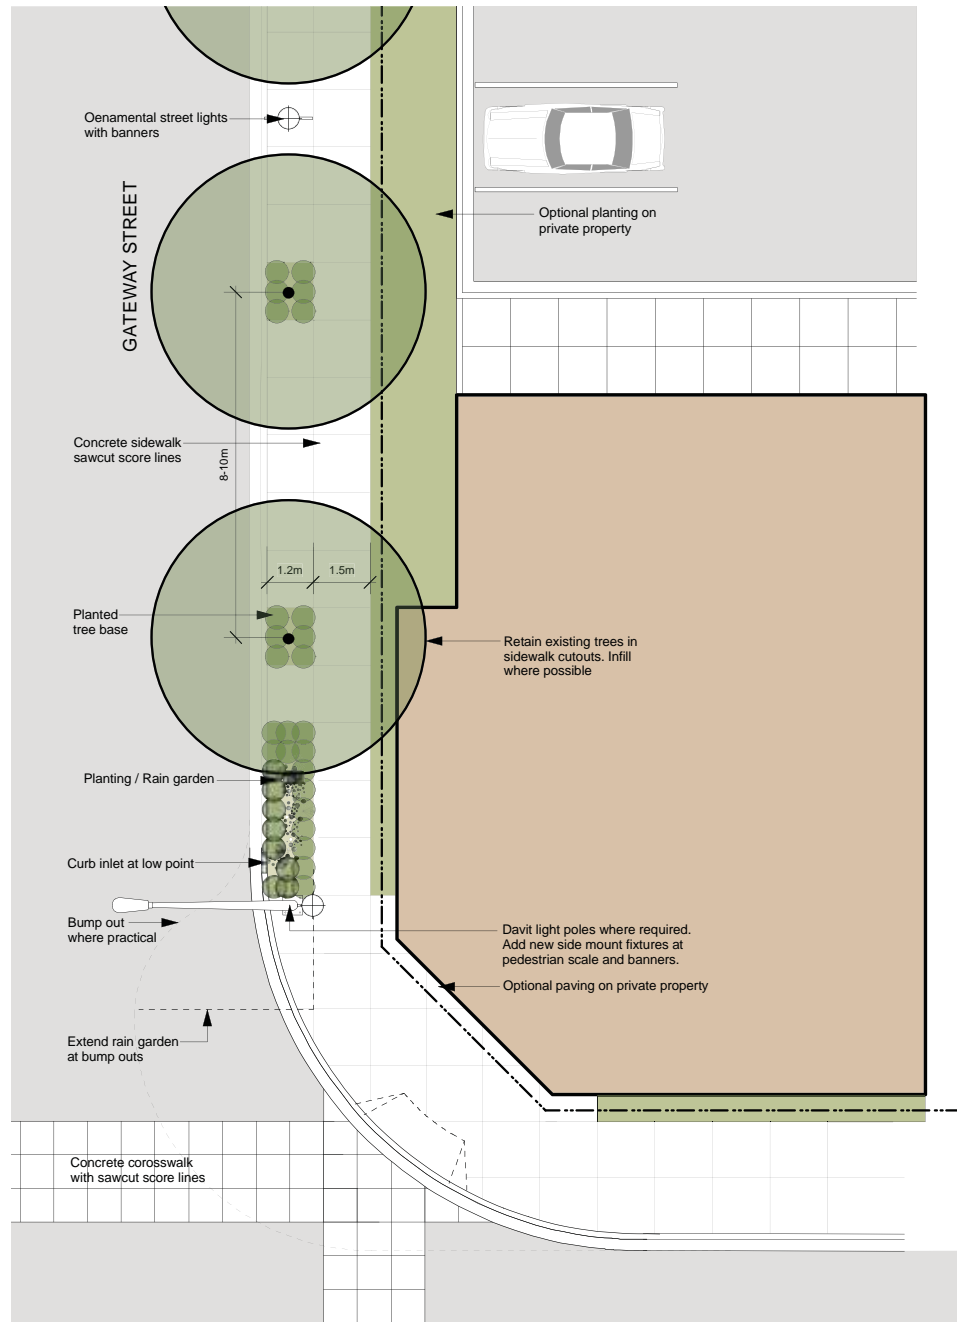 Oenamental street lights
with banners
GATEWAY STREET
Optional planting on
private property
Concrete sidewalk
sawcut score lines
8-10m
1.2m
1.5m
Planted
tree base
Retain existing trees in
sidewalk cutouts. Infill
where possible
Planting / Rain garden
Curb inlet at low point
Bump out
where practical
Davit light poles where required.
Add new side mount fixtures at
pedestrian scale and banners.
Optional paving on private property
Extend rain garden
at bump outs
Concrete corosswalk
with sawcut score lines